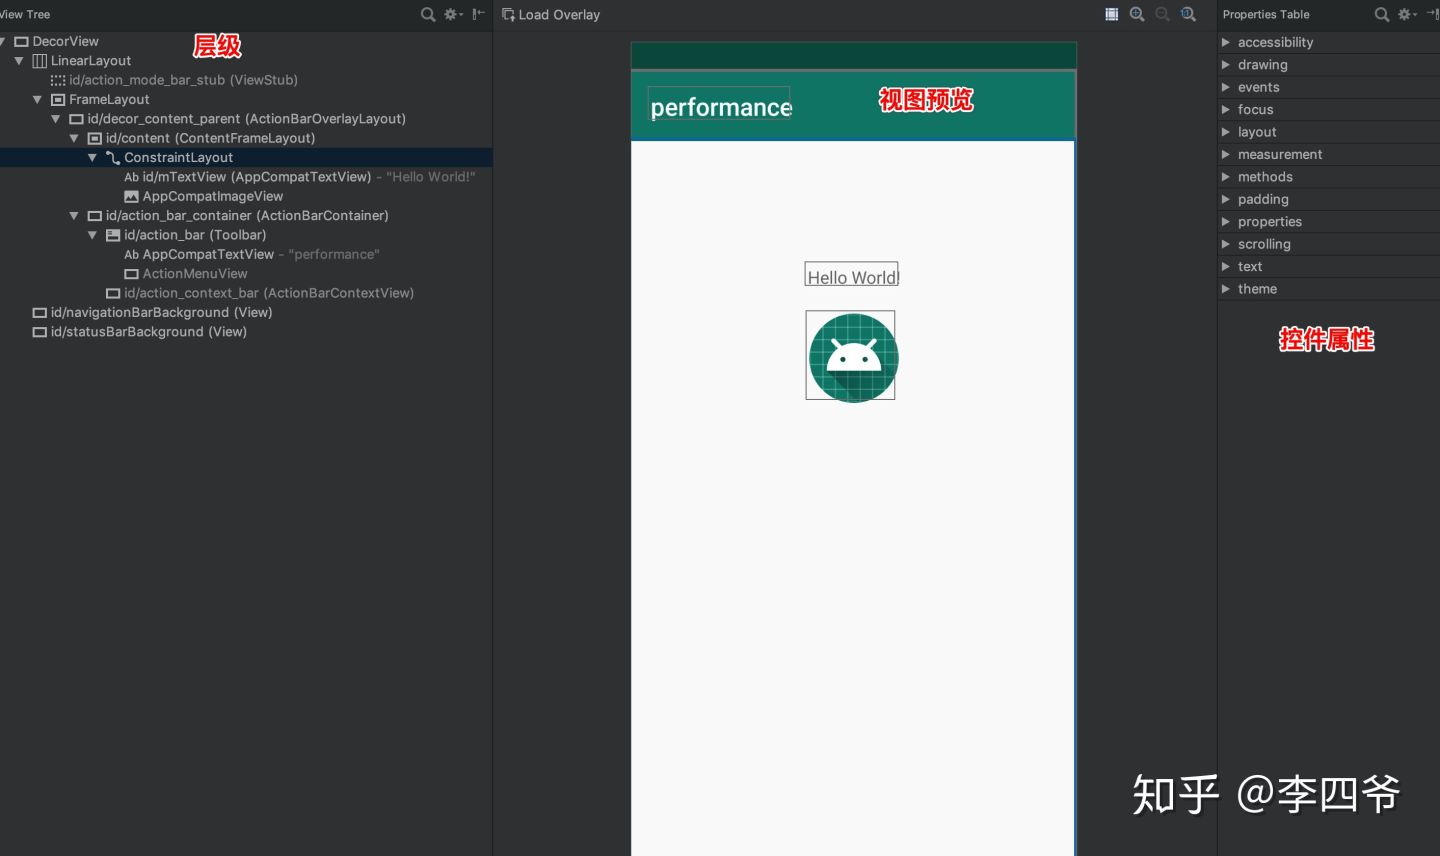 View Tree
层级
DecorView
LinearLayout
id/action_mode_bar_stub (ViewStub)
FrameLayout
id/decor_content_parent (ActionBarOverlayLayout)
id/content (ContentFrameLayout)
ConstraintLayout
Ab id/mTextView (AppCompatTextView) - "Hello World!"
AppCompatImageView
id/action_bar_container (ActionBarContainer)
id/action_bar (Toolbar)
Ab AppCompatTextView - "performance"
ActionMenuView
id/action_context_bar (ActionBarContextView)
id/navigationBarBackground (View)
id/statusBarBackground (View)
Load Overlay
performance
视图预览
Hello World!
Properties Table
accessibility
drawing
events
focus
layout
measurement
methods
padding
properties
scrolling
text
theme
控件属性
知乎 @李四爷